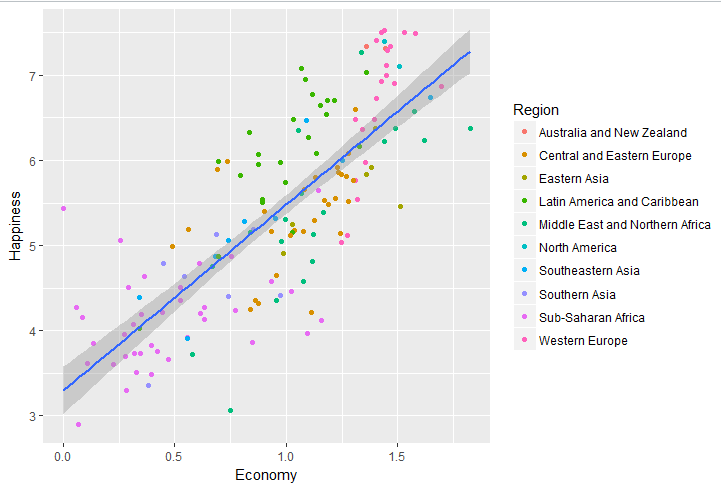 7
6
5
4
3
Happiness
0.0 0.5 1.0 1.5
Economy
Region
Australia and New Zealand
Central and Eastern Europe
Eastern Asia
Latin America and Caribbean
Middle East and Northern Africa
North America
Southeastern Asia
Southern Asia
Sub-Saharan Africa
Western Europe